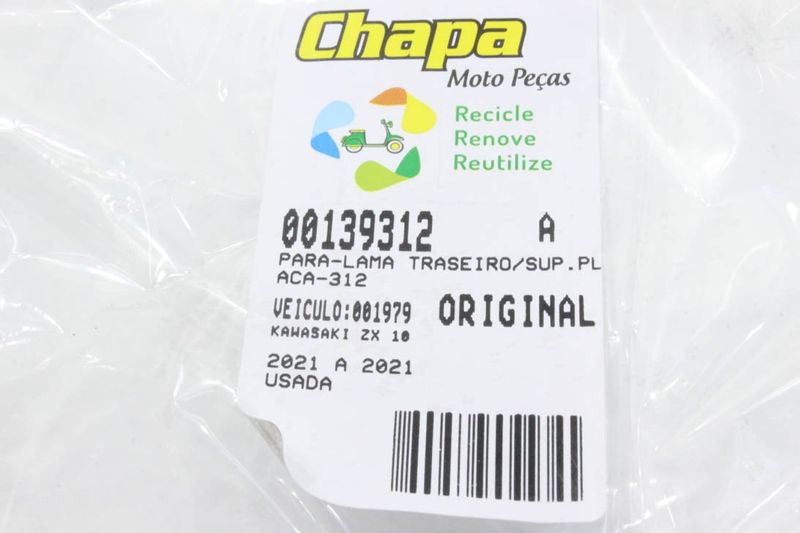 Chapa
Moto Peças
Recicle
Renove
Reutilize
00139312 A
PARA-LAMA TRASEIRO/SUP.PL
ACA-312
VEICULO:001979 ORIGINAL
KAWASAKI ZX 10
2021 A 2021
USADA